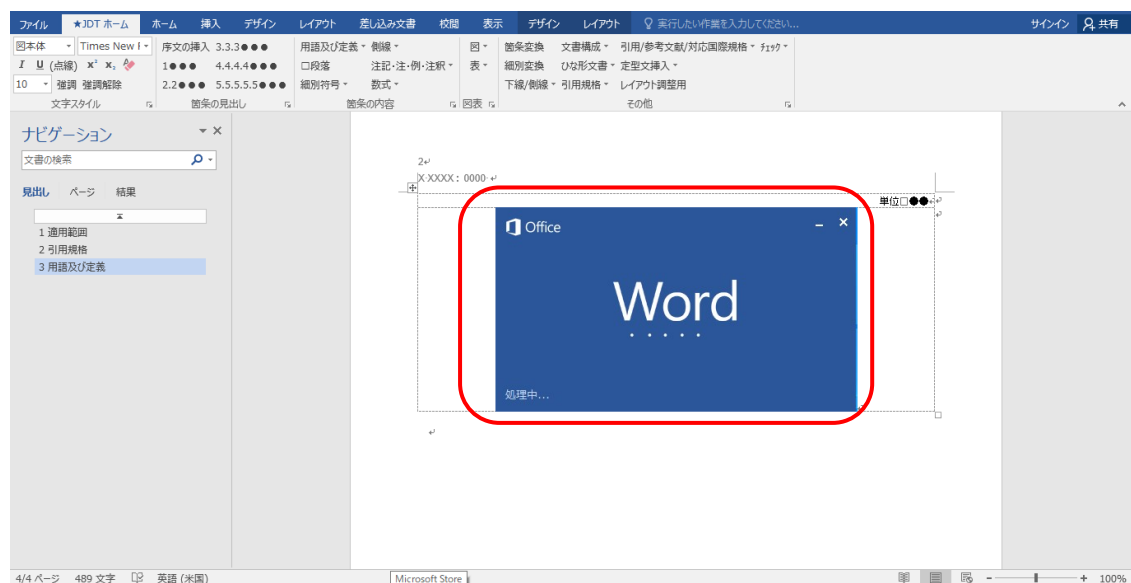 ファイル ★JDT ホーム ホーム 挿入 デザイン レイアウト 差し込み文書 校閲 表示 デザイン レイアウト 実行したい作業を入力してください... サインイン 共有
図本体 Times New 序文の挿入 3.3.3●●● 用語及び定義 側線 図 箇条変換 文書構成 引用/参考文献/対応国際規格 チェック
I U (点線) x² x₂ 1●●● 4.4.4.4●●● 口段落 注記・注・例・注釈 表 細別変換 ひな形文書 定型文挿入
10 強調 強調解除 2.2●●● 5.5.5.5.5●●● 細別符号 数式 下線/側線 引用規格 レイアウト調整用
文字スタイル 箇条の見出し 箇条の内容 図表 その他
ナビゲーション
文書の検索
見出し ページ 結果
1 適用範囲
2 引用規格
3 用語及び定義
2
X XXXX：0000
単位□●●
Office
Word
処理中...
4/4 ページ 489 文字 英語 (米国) Microsoft Store 100%